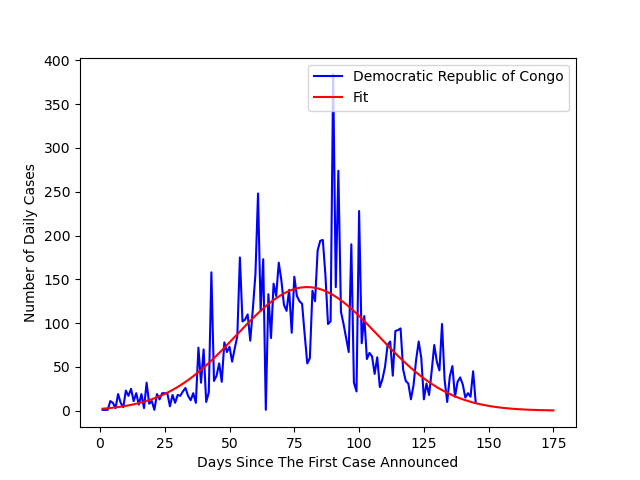 Democratic Republic of Congo
Fit
400
350
300
250
200
150
100
50
0
Number of Daily Cases
0 25 50 75 100 125 150 175
Days Since The First Case Announced